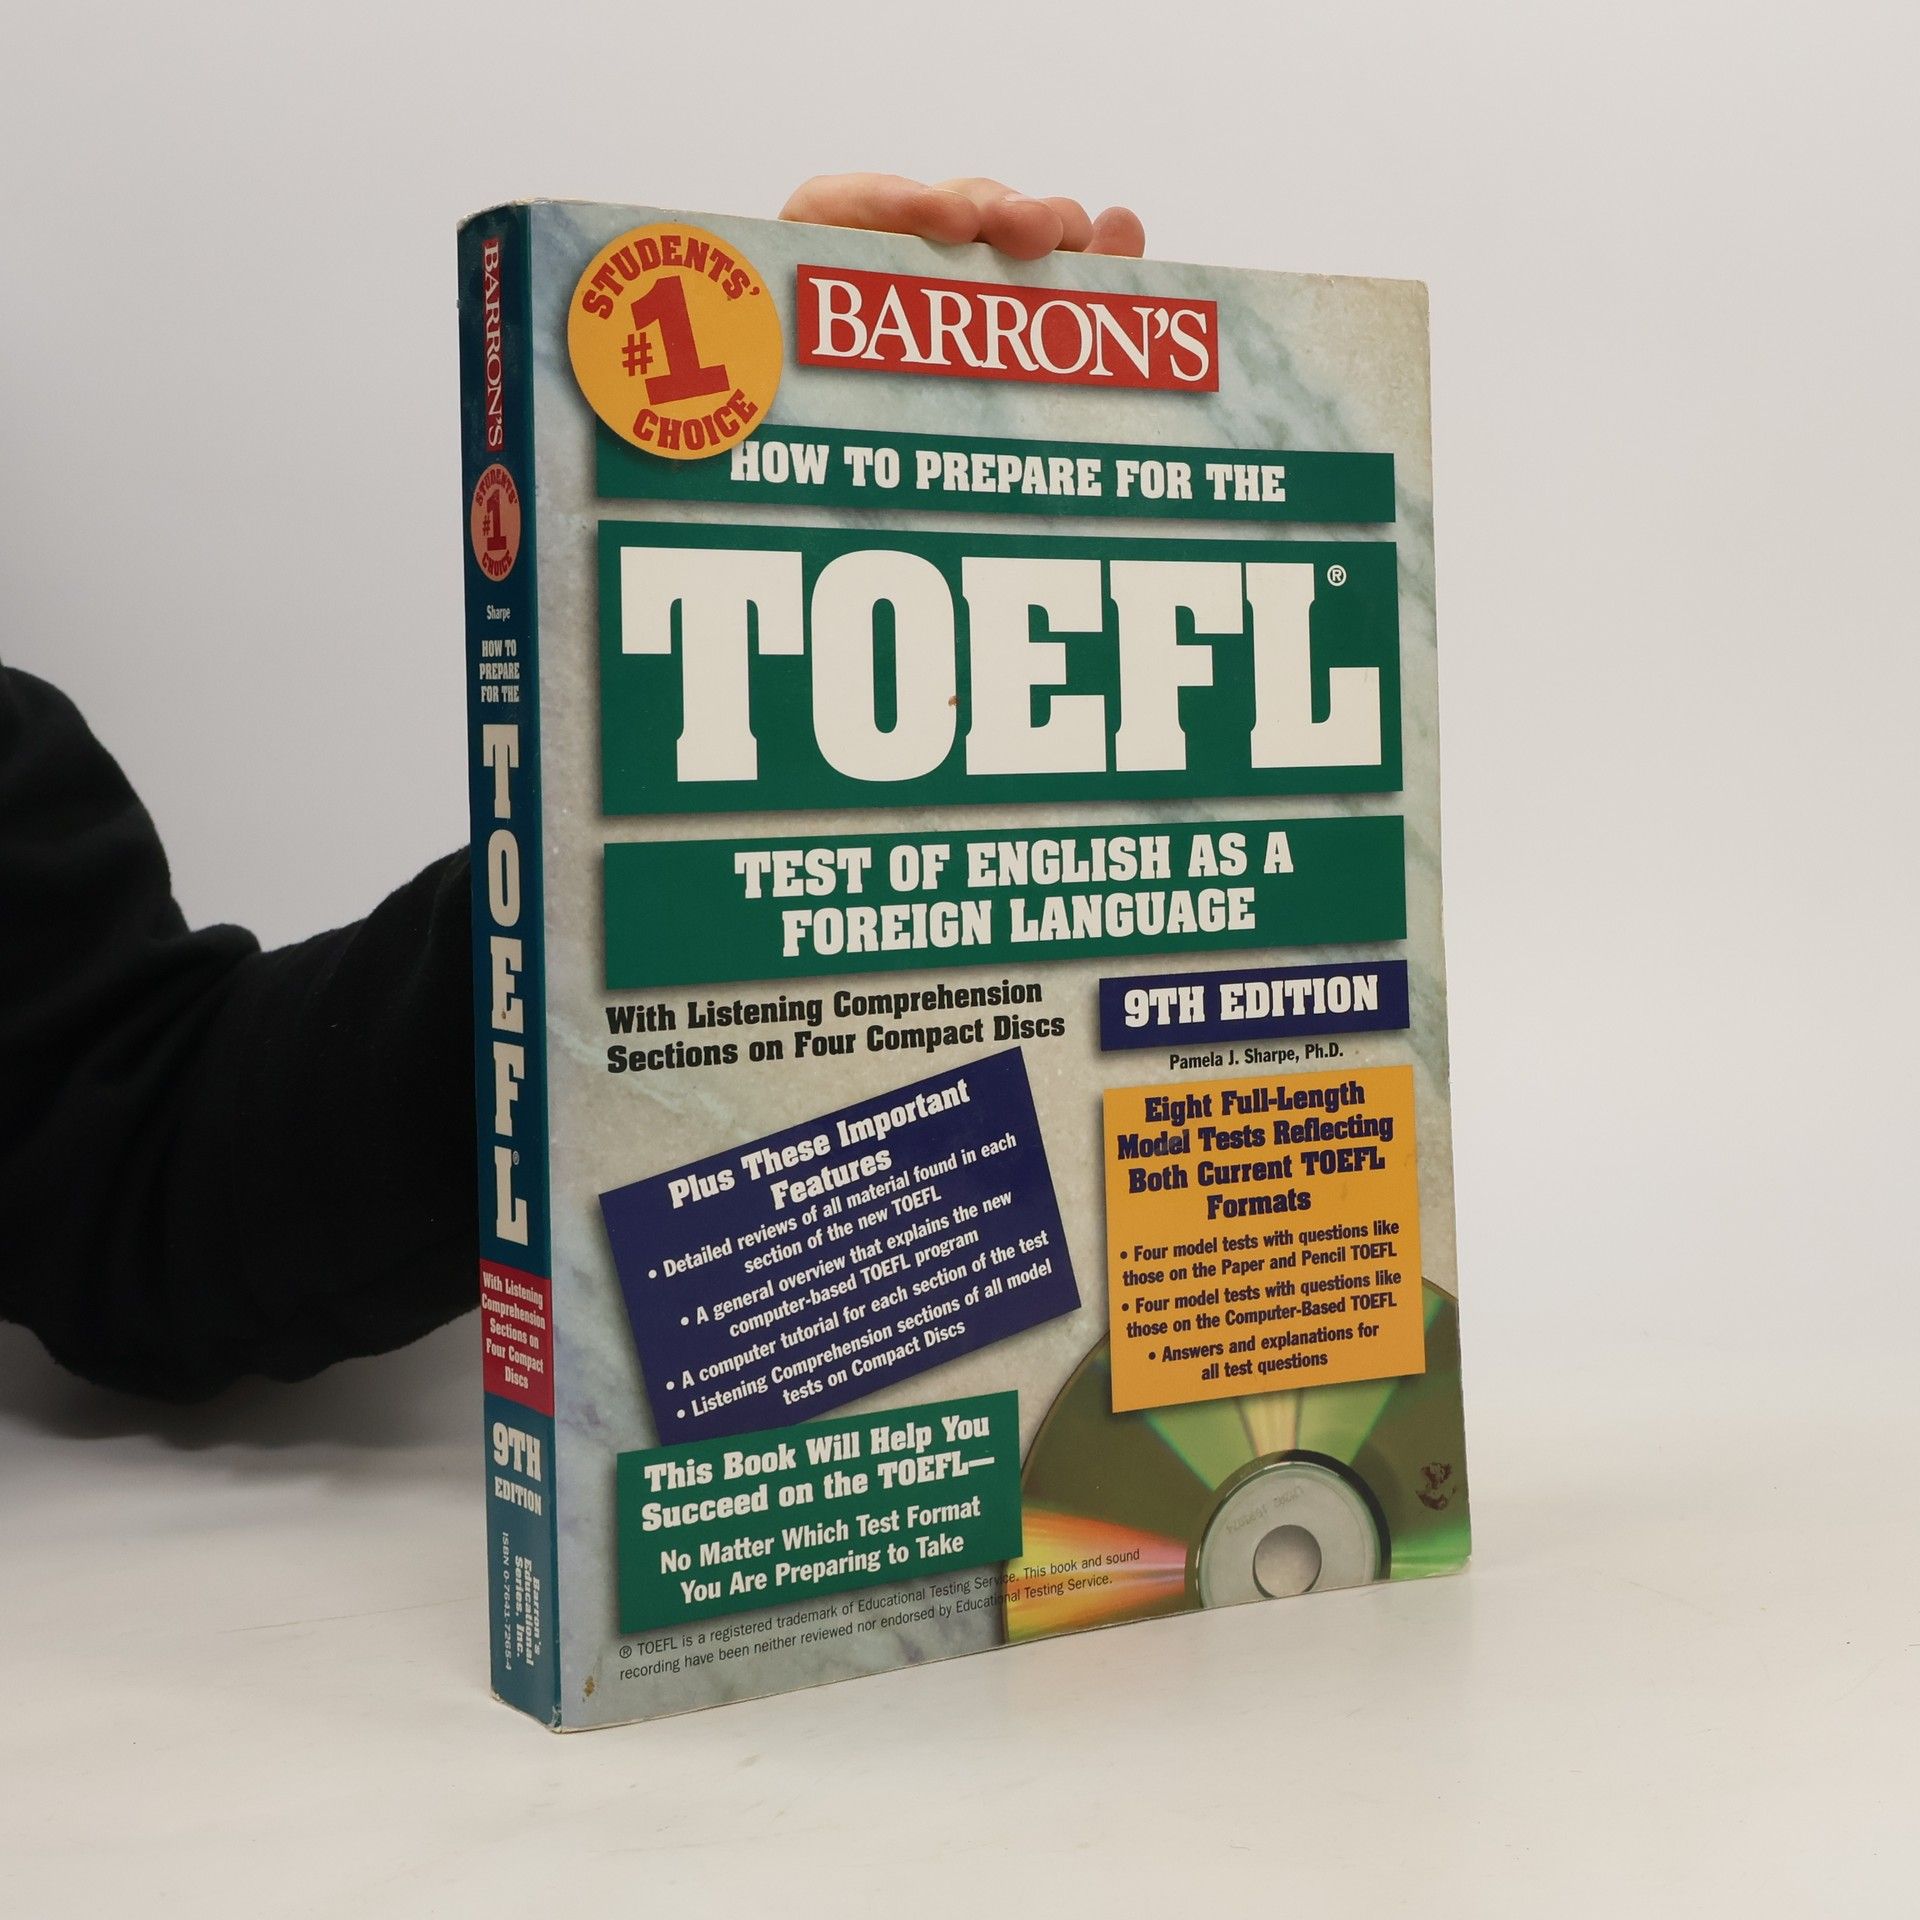 STUDENTS'
#1
CHOICE
BARRON'S
HOW TO PREPARE FOR THE
TOEFL®
TEST OF ENGLISH AS A
FOREIGN LANGUAGE
With Listening Comprehension
Sections on Four Compact Discs
9TH EDITION
Pamela J. Sharpe, Ph.D.
Plus These Important
Features
• Detailed reviews of all material found in each
section of the new TOEFL
• A general overview that explains the new
computer-based TOEFL program
• A computer tutorial for each section of the test
• Listening Comprehension sections of all model
tests on Compact Discs
Eight Full-Length
Model Tests Reflecting
Both Current TOEFL
Formats
• Four model tests with questions like
those on the Paper and Pencil TOEFL
• Four model tests with questions like
those on the Computer-Based TOEFL
• Answers and explanations for
all test questions
This Book Will Help You
Succeed on the TOEFL—
No Matter Which Test Format
You Are Preparing to Take
® TOEFL is a registered trademark of Educational Testing Service. This book and sound
recording have been neither reviewed nor endorsed by Educational Testing Service.
BARRON'S
STUDENTS'
#1
CHOICE
Sharpe
HOW TO
PREPARE
FOR THE
TOEFL®
With Listening
Comprehension
Sections on
Four Compact
Discs
9TH
EDITION
Barron's
Educational
Series, Inc.
ISBN 0-7641-7265-4